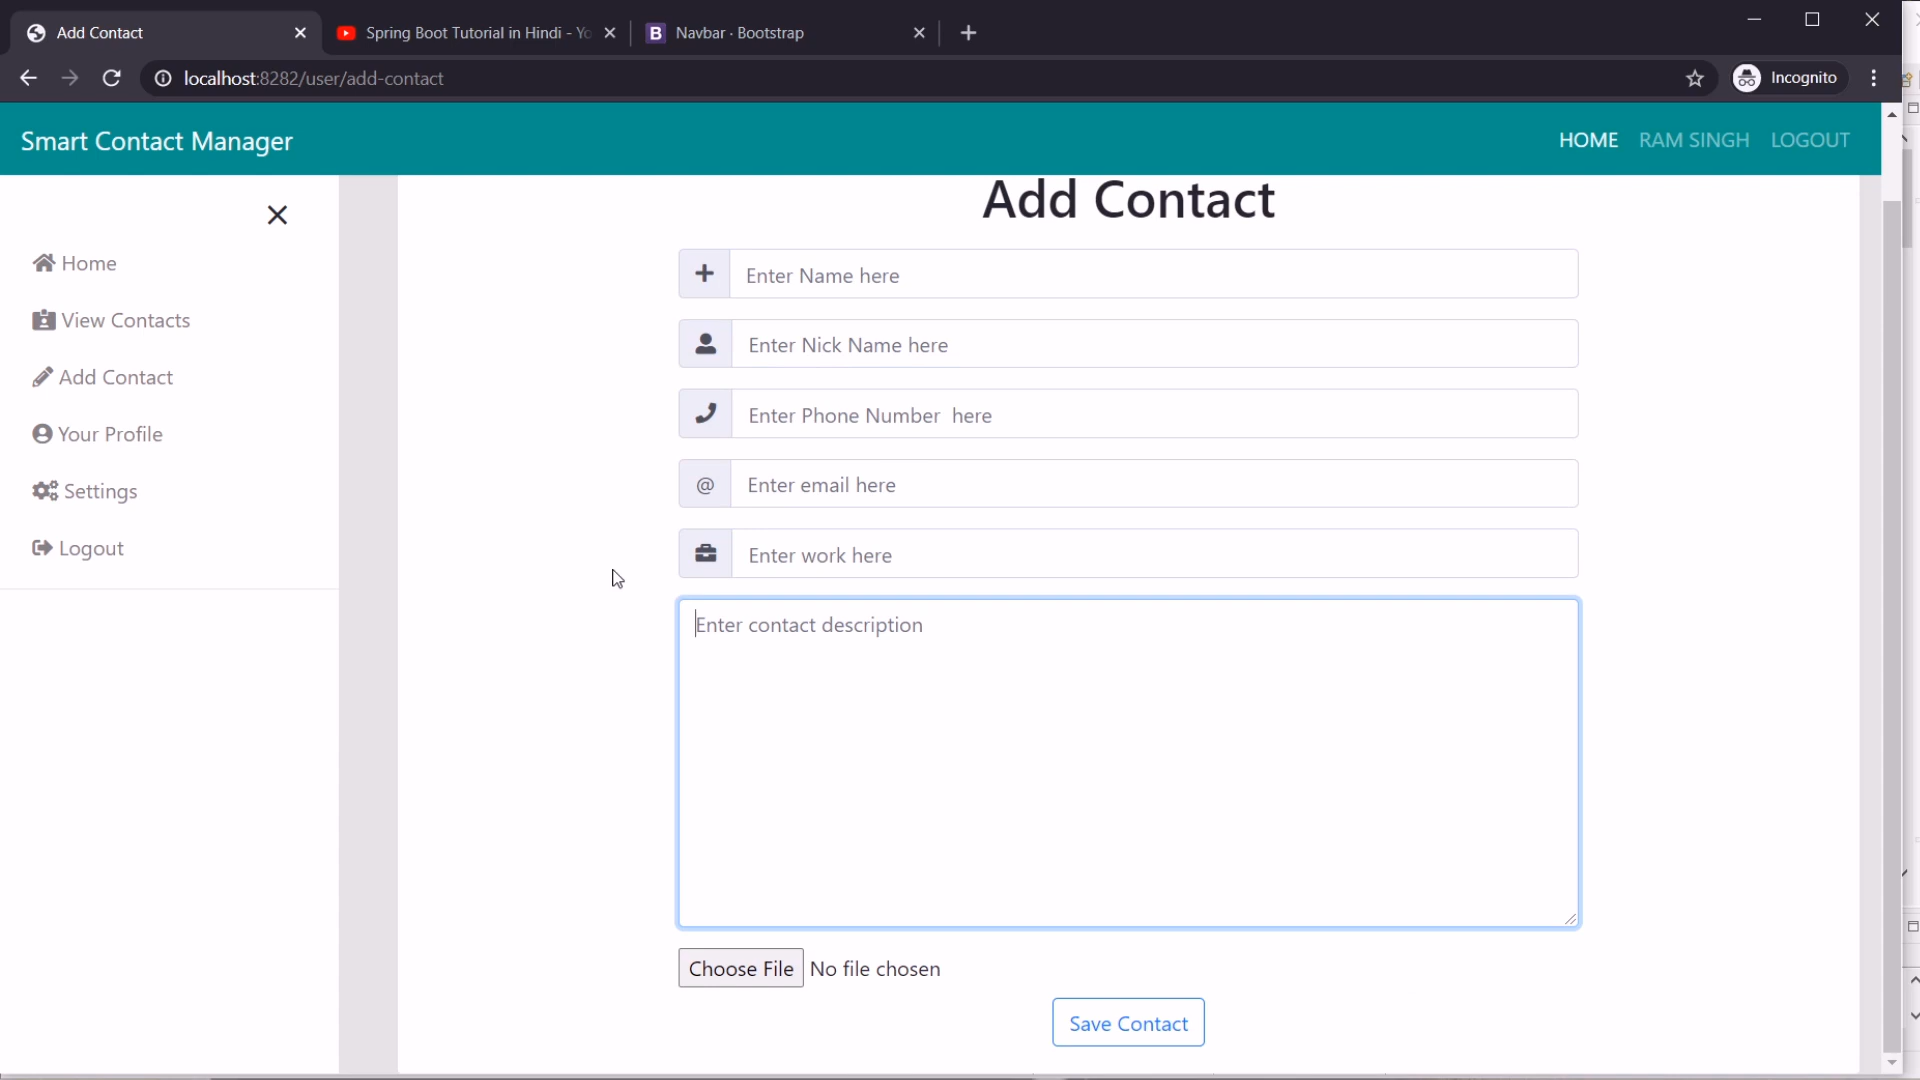 Add Contact
Spring Boot Tutorial in Hindi - Yo
Navbar · Bootstrap
localhost:8282/user/add-contact
Incognito
Smart Contact Manager
HOME RAM SINGH LOGOUT
Home
View Contacts
Add Contact
Your Profile
Settings
Logout
Add Contact
Enter Name here
Enter Nick Name here
Enter Phone Number  here
@ Enter email here
Enter work here
Enter contact description
Choose File No file chosen
Save Contact